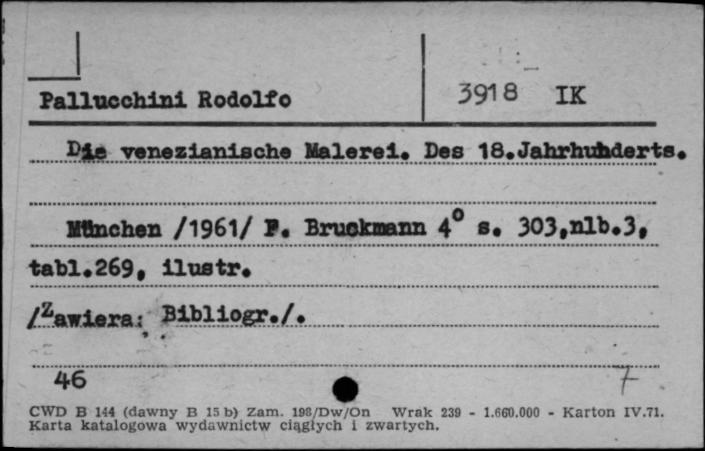 Pallucchini Rodolfo 3918 IK
Die venezianische Malerei. Des 18.Jahrhunderts.
München /1961/ F. Bruckmann 4° s. 303,nlb.3,
tabl.269, ilustr.
/Zawiera: Bibliogr./.
46 7
CWD B 144 (dawny B 15 b) Zam. 198/Dw/On Wrak 239 - 1.660.000 - Karton IV.71.
Karta katalogowa wydawnictw ciągłych i zwartych.